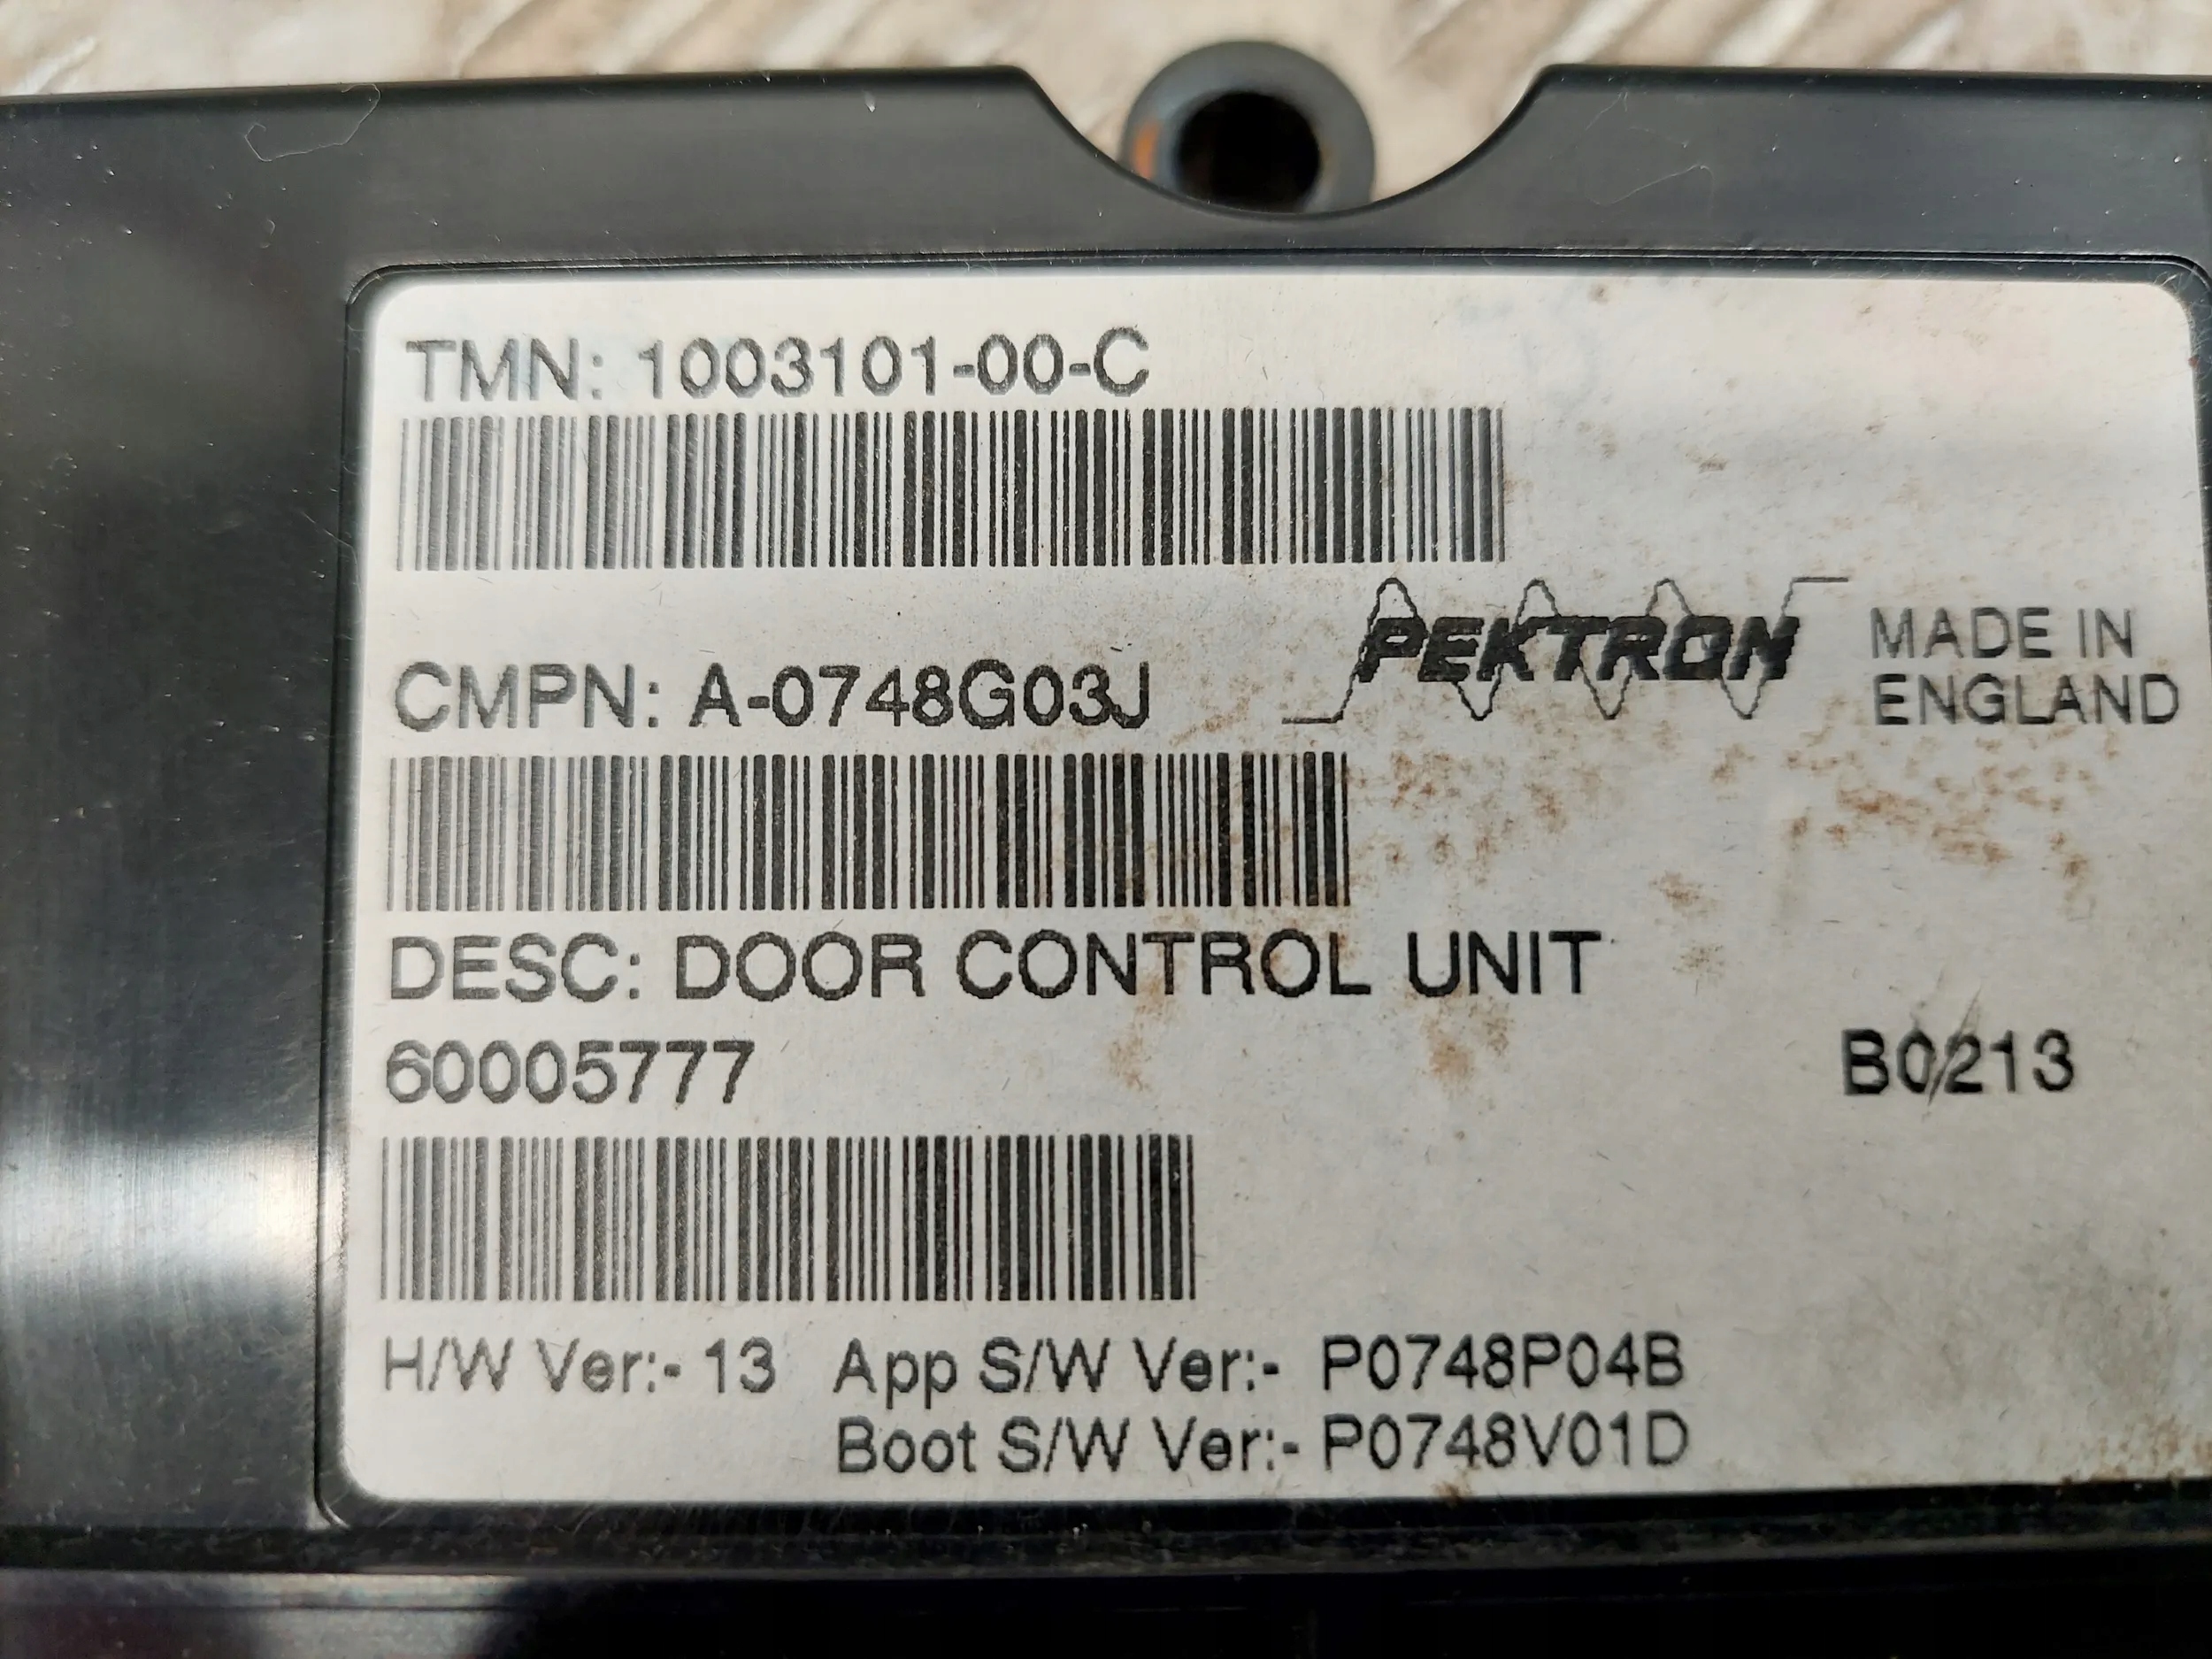 TMN: 1003101-00-C
PEKTRON
MADE IN
ENGLAND
CMPN: A-0748G03J
DESC: DOOR CONTROL UNIT
60005777
B0213
H/W Ver:- 13 App S/W Ver:- P0748P04B
Boot S/W Ver:- P0748V01D